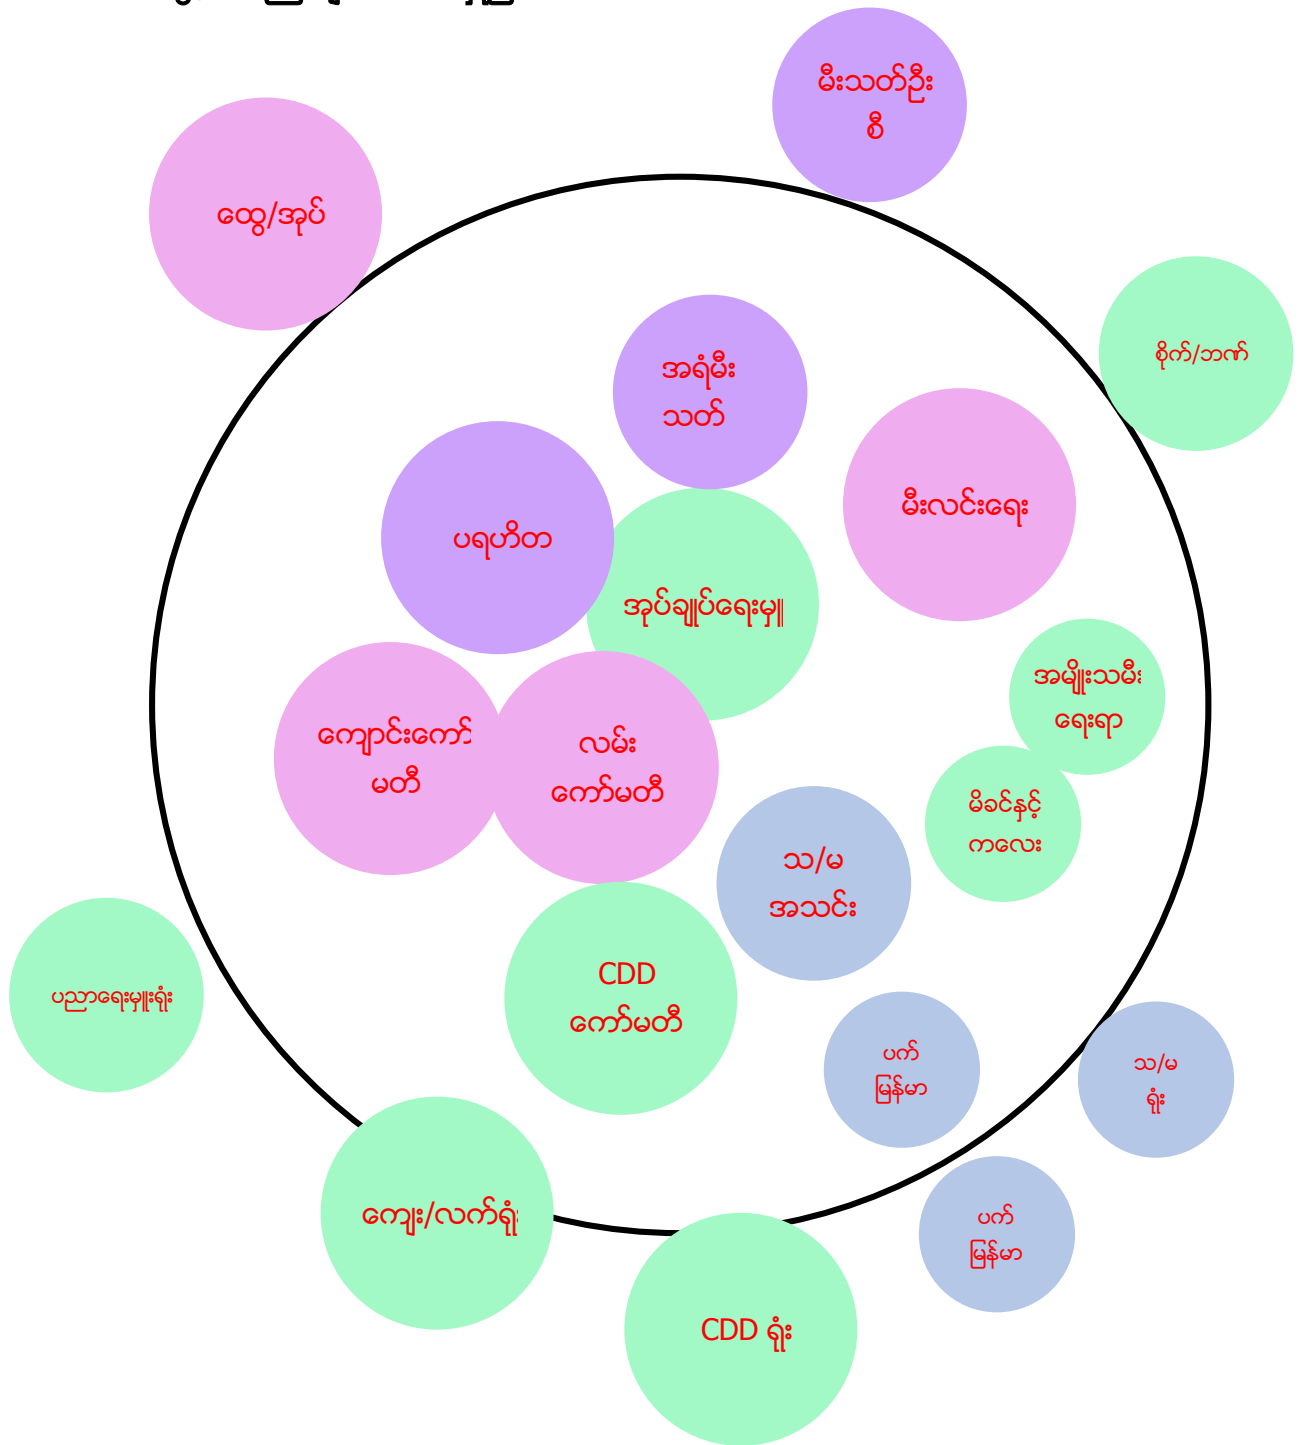 မီးသတ်ဦး
စီ
ထွေ/အုပ်
စိုက်/ဘဏ်
အရံမီး
သတ်
မီးလင်းရေး
ပရဟိတ
အုပ်ချုပ်ရေးမှူ
အမျိုးသမီး
ရေးရာ
ကျောင်းကော်
မတီ
လမ်း
ကော်မတီ
မိခင်နှင့်
ကလေး
သ/မ
အသင်း
CDD
ကော်မတီ
ပညာရေးမှူးရုံး
ပက်
မြန်မာ
သ/မ
ရုံး
ကျေး/လက်ရုံး
ပက်
မြန်မာ
CDD ရုံး